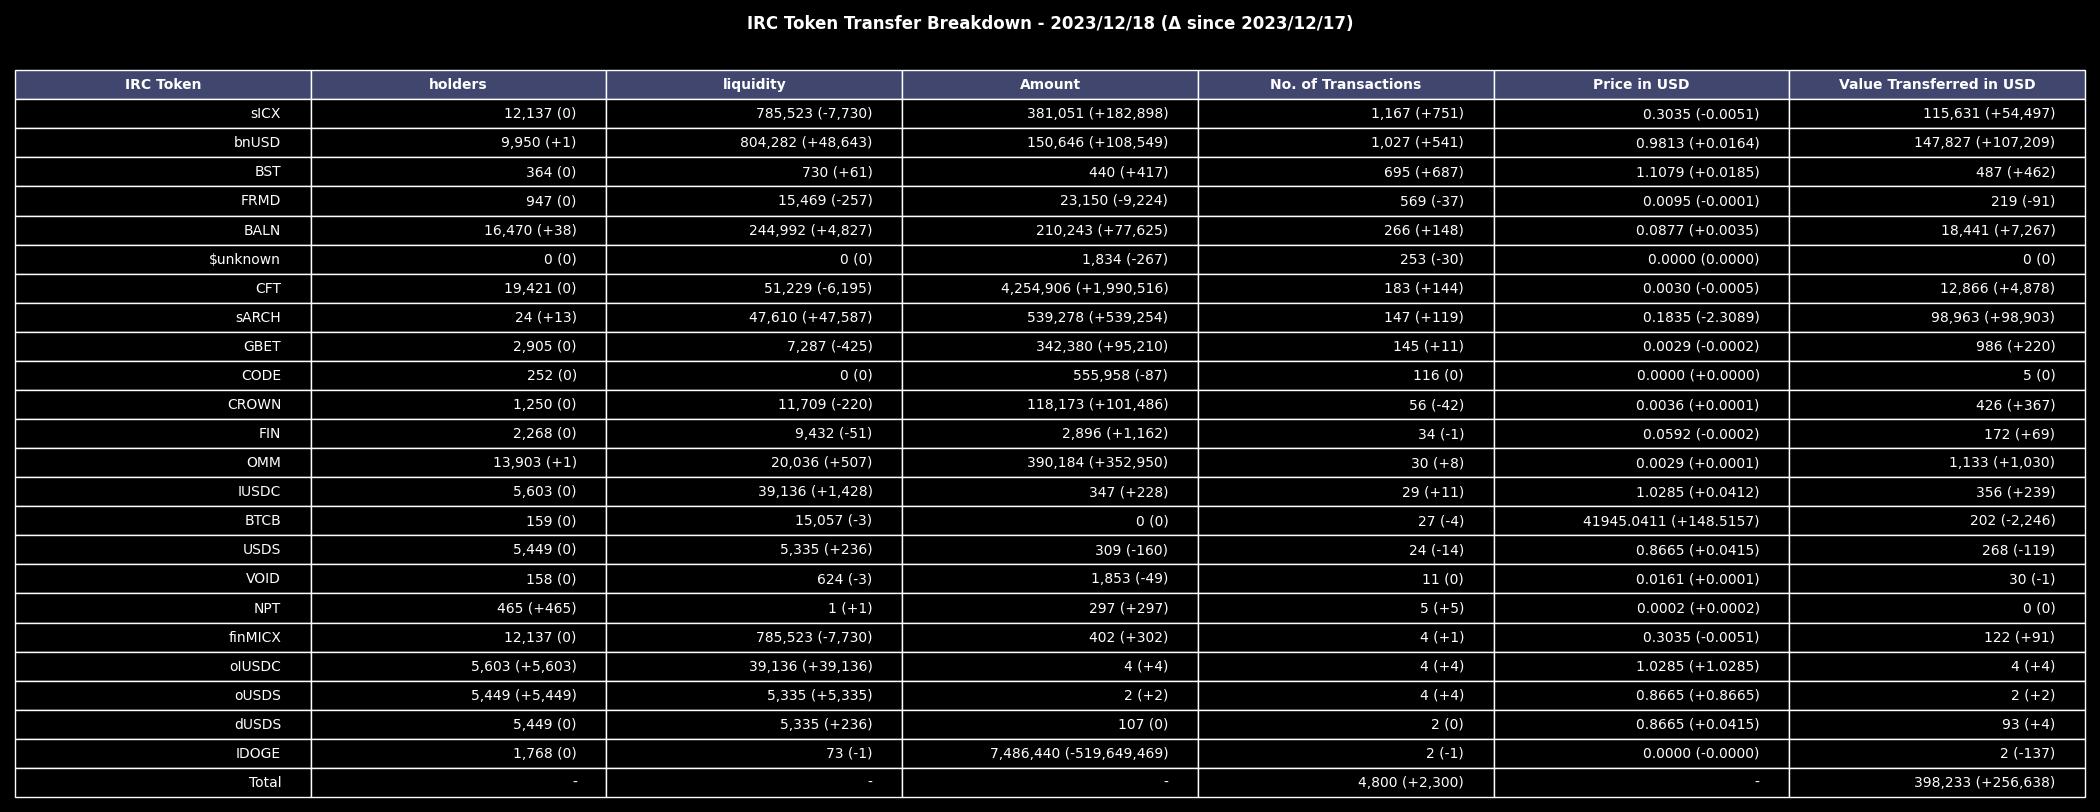 IRC Token Transfer Breakdown - 2023/12/18 (Δ since 2023/12/17)
IRC Token holders liquidity Amount No. of Transactions Price in USD Value Transferred in USD
sICX 12,137 (0) 785,523 (-7,730) 381,051 (+182,898) 1,167 (+751) 0.3035 (-0.0051) 115,631 (+54,497)
bnUSD 9,950 (+1) 804,282 (+48,643) 150,646 (+108,549) 1,027 (+541) 0.9813 (+0.0164) 147,827 (+107,209)
BST 364 (0) 730 (+61) 440 (+417) 695 (+687) 1.1079 (+0.0185) 487 (+462)
FRMD 947 (0) 15,469 (-257) 23,150 (-9,224) 569 (-37) 0.0095 (-0.0001) 219 (-91)
BALN 16,470 (+38) 244,992 (+4,827) 210,243 (+77,625) 266 (+148) 0.0877 (+0.0035) 18,441 (+7,267)
$unknown 0 (0) 0 (0) 1,834 (-267) 253 (-30) 0.0000 (0.0000) 0 (0)
CFT 19,421 (0) 51,229 (-6,195) 4,254,906 (+1,990,516) 183 (+144) 0.0030 (-0.0005) 12,866 (+4,878)
sARCH 24 (+13) 47,610 (+47,587) 539,278 (+539,254) 147 (+119) 0.1835 (-2.3089) 98,963 (+98,903)
GBET 2,905 (0) 7,287 (-425) 342,380 (+95,210) 145 (+11) 0.0029 (-0.0002) 986 (+220)
CODE 252 (0) 0 (0) 555,958 (-87) 116 (0) 0.0000 (+0.0000) 5 (0)
CROWN 1,250 (0) 11,709 (-220) 118,173 (+101,486) 56 (-42) 0.0036 (+0.0001) 426 (+367)
FIN 2,268 (0) 9,432 (-51) 2,896 (+1,162) 34 (-1) 0.0592 (-0.0002) 172 (+69)
OMM 13,903 (+1) 20,036 (+507) 390,184 (+352,950) 30 (+8) 0.0029 (+0.0001) 1,133 (+1,030)
IUSDC 5,603 (0) 39,136 (+1,428) 347 (+228) 29 (+11) 1.0285 (+0.0412) 356 (+239)
BTCB 159 (0) 15,057 (-3) 0 (0) 27 (-4) 41945.0411 (+148.5157) 202 (-2,246)
USDS 5,449 (0) 5,335 (+236) 309 (-160) 24 (-14) 0.8665 (+0.0415) 268 (-119)
VOID 158 (0) 624 (-3) 1,853 (-49) 11 (0) 0.0161 (+0.0001) 30 (-1)
NPT 465 (+465) 1 (+1) 297 (+297) 5 (+5) 0.0002 (+0.0002) 0 (0)
finMICX 12,137 (0) 785,523 (-7,730) 402 (+302) 4 (+1) 0.3035 (-0.0051) 122 (+91)
oIUSDC 5,603 (+5,603) 39,136 (+39,136) 4 (+4) 4 (+4) 1.0285 (+1.0285) 4 (+4)
oUSDS 5,449 (+5,449) 5,335 (+5,335) 2 (+2) 4 (+4) 0.8665 (+0.8665) 2 (+2)
dUSDS 5,449 (0) 5,335 (+236) 107 (0) 2 (0) 0.8665 (+0.0415) 93 (+4)
IDOGE 1,768 (0) 73 (-1) 7,486,440 (-519,649,469) 2 (-1) 0.0000 (-0.0000) 2 (-137)
Total - - - 4,800 (+2,300) - 398,233 (+256,638)